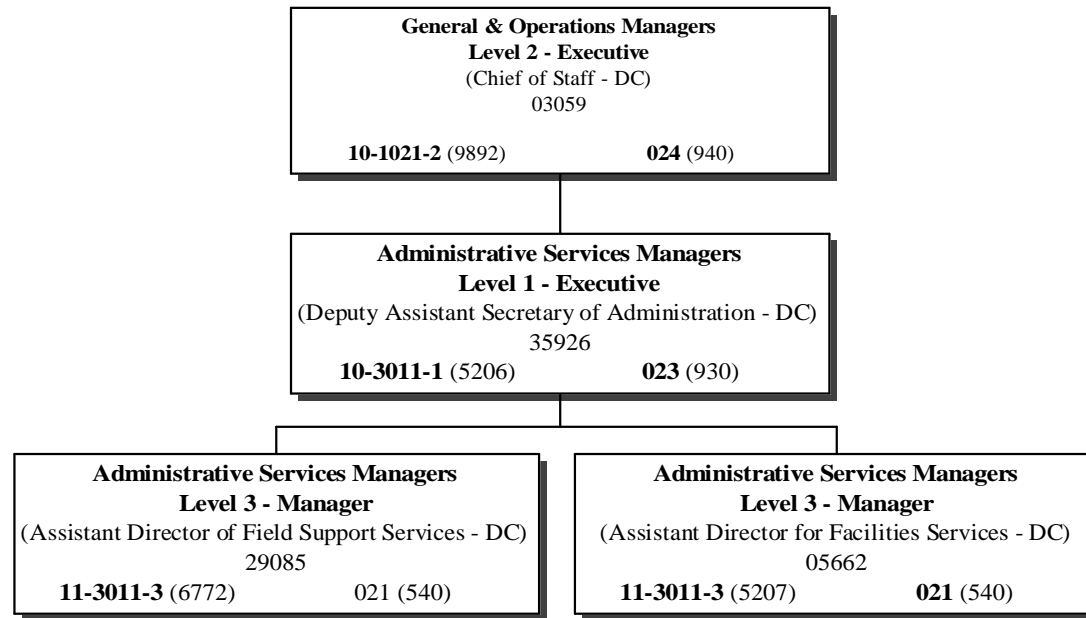 General & Operations Managers
Level 2 - Executive
(Chief of Staff - DC)
03059
10-1021-2 (9892) 024 (940)
Administrative Services Managers
Level 1 - Executive
(Deputy Assistant Secretary of Administration - DC)
35926
10-3011-1 (5206) 023 (930)
Administrative Services Managers
Level 3 - Manager
(Assistant Director of Field Support Services - DC)
29085
11-3011-3 (6772) 021 (540)
Administrative Services Managers
Level 3 - Manager
(Assistant Director for Facilities Services - DC)
05662
11-3011-3 (5207) 021 (540)